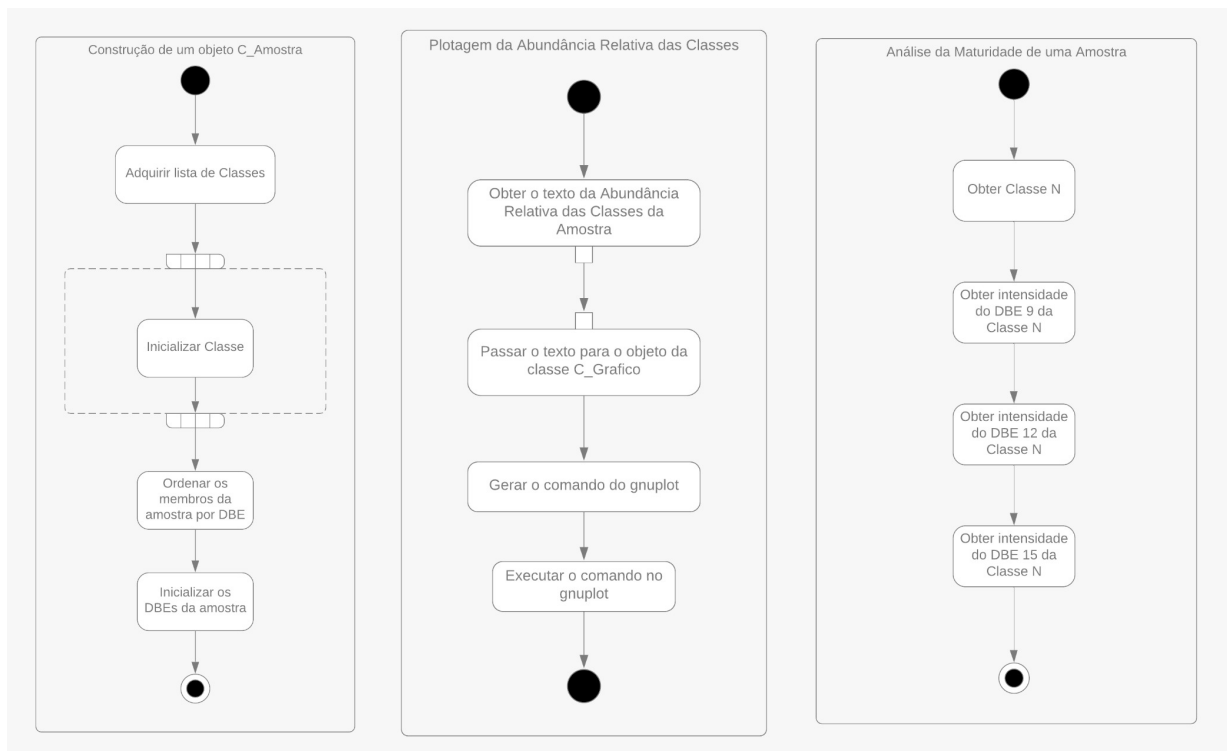 Construção de um objeto C_Amostra
Adquirir lista de Classes
Inicializar Classe
Ordenar os
membros da
amostra por DBE
Inicializar os
DBEs da amostra
Plotagem da Abundância Relativa das Classes
Obter o texto da Abundância
Relativa das Classes da
Amostra
Passar o texto para o objeto da
classe C_Grafico
Gerar o comando do gnuplot
Executar o comando no
gnuplot
Análise da Maturidade de uma Amostra
Obter Classe N
Obter intensidade
do DBE 9 da
Classe N
Obter intensidade
do DBE 12 da
Classe N
Obter intensidade
do DBE 15 da
Classe N